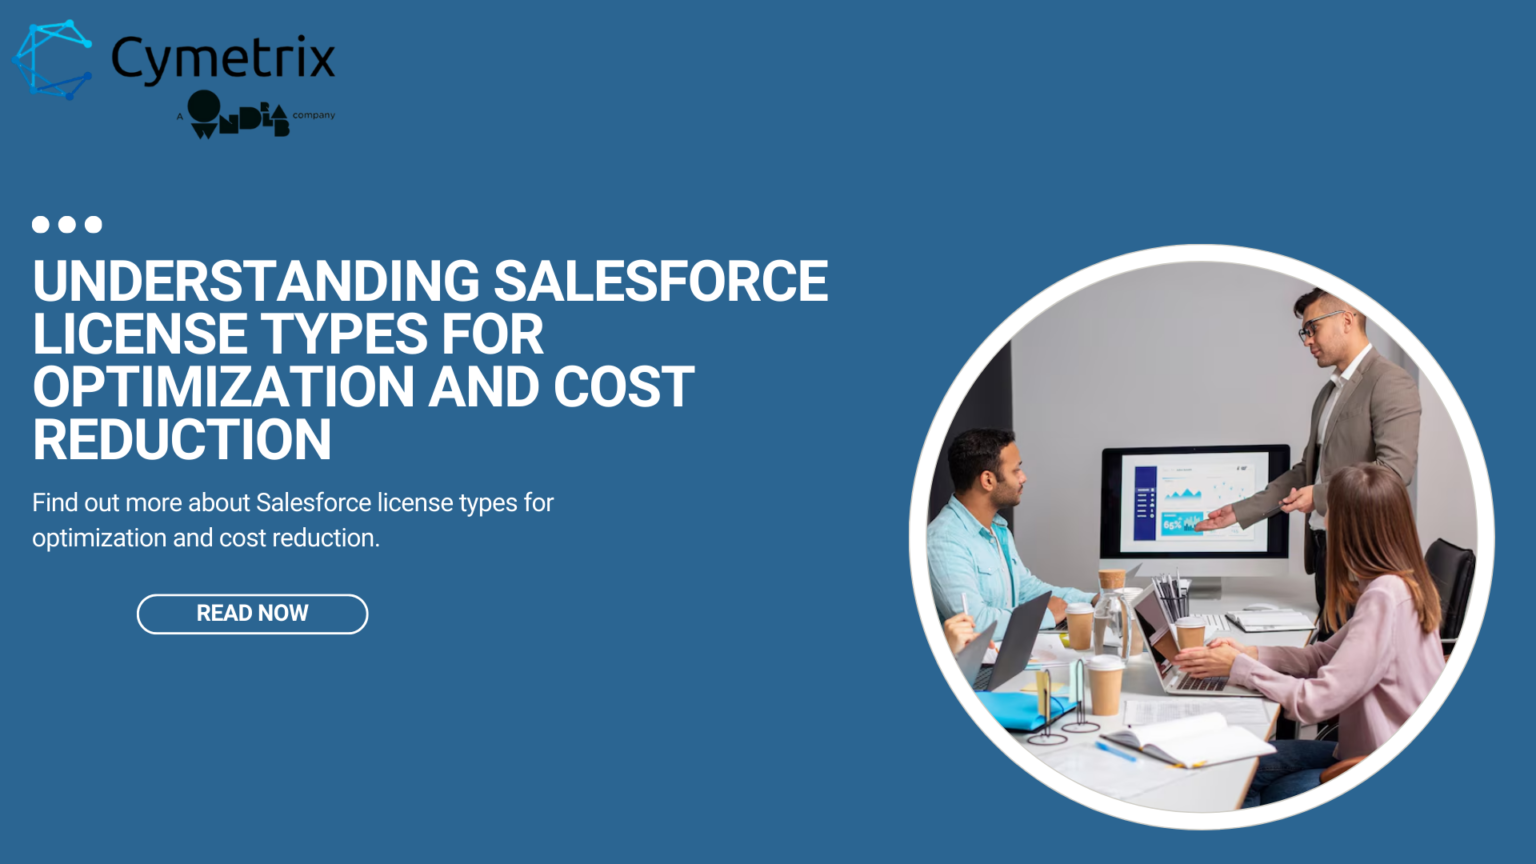 Cymetrix
A WONDRLAB company
UNDERSTANDING SALESFORCE
LICENSE TYPES FOR
OPTIMIZATION AND COST
REDUCTION
Find out more about Salesforce license types for
optimization and cost reduction.
READ NOW